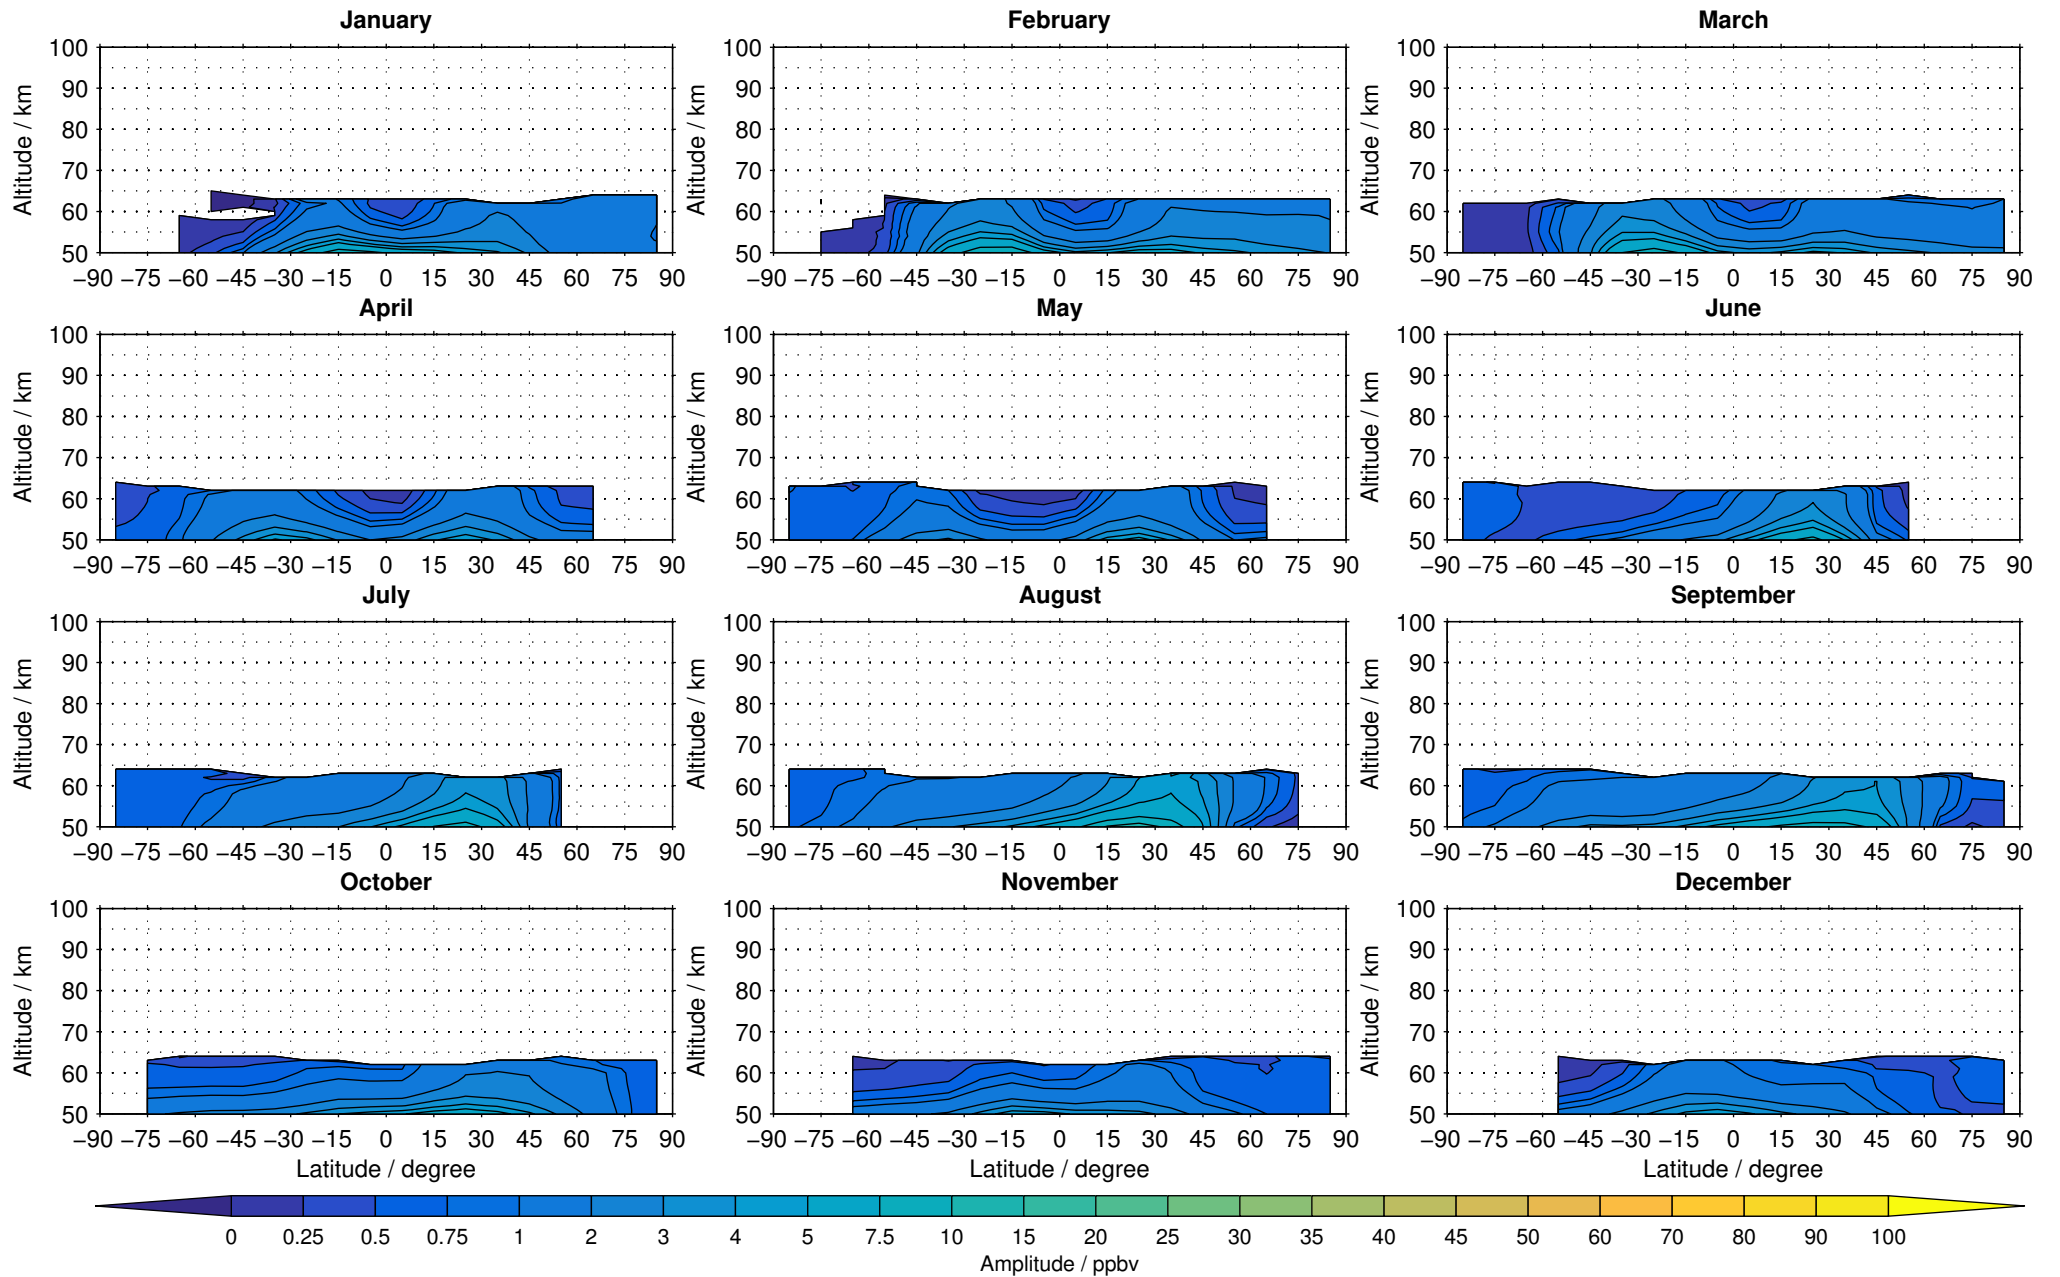 January February March
100 100 100
90 90 90
80 80 80
70 70 70
60 60 60
50 50 50
Altitude / km Altitude / km Altitude / km
−90 −75 −60 −45 −30 −15 0 15 30 45 60 75 90 −90 −75 −60 −45 −30 −15 0 15 30 45 60 75 90 −90 −75 −60 −45 −30 −15 0 15 30 45 60 75 90
April May June
100 100 100
90 90 90
80 80 80
70 70 70
60 60 60
50 50 50
Altitude / km Altitude / km Altitude / km
−90 −75 −60 −45 −30 −15 0 15 30 45 60 75 90 −90 −75 −60 −45 −30 −15 0 15 30 45 60 75 90 −90 −75 −60 −45 −30 −15 0 15 30 45 60 75 90
July August September
100 100 100
90 90 90
80 80 80
70 70 70
60 60 60
50 50 50
Altitude / km Altitude / km Altitude / km
−90 −75 −60 −45 −30 −15 0 15 30 45 60 75 90 −90 −75 −60 −45 −30 −15 0 15 30 45 60 75 90 −90 −75 −60 −45 −30 −15 0 15 30 45 60 75 90
October November December
100 100 100
90 90 90
80 80 80
70 70 70
60 60 60
50 50 50
Altitude / km Altitude / km Altitude / km
−90 −75 −60 −45 −30 −15 0 15 30 45 60 75 90 −90 −75 −60 −45 −30 −15 0 15 30 45 60 75 90 −90 −75 −60 −45 −30 −15 0 15 30 45 60 75 90
Latitude / degree Latitude / degree Latitude / degree
0 0.25 0.5 0.75 1 2 3 4 5 7.5 10 15 20 25 30 35 40 45 50 60 70 80 90 100
Amplitude / ppbv